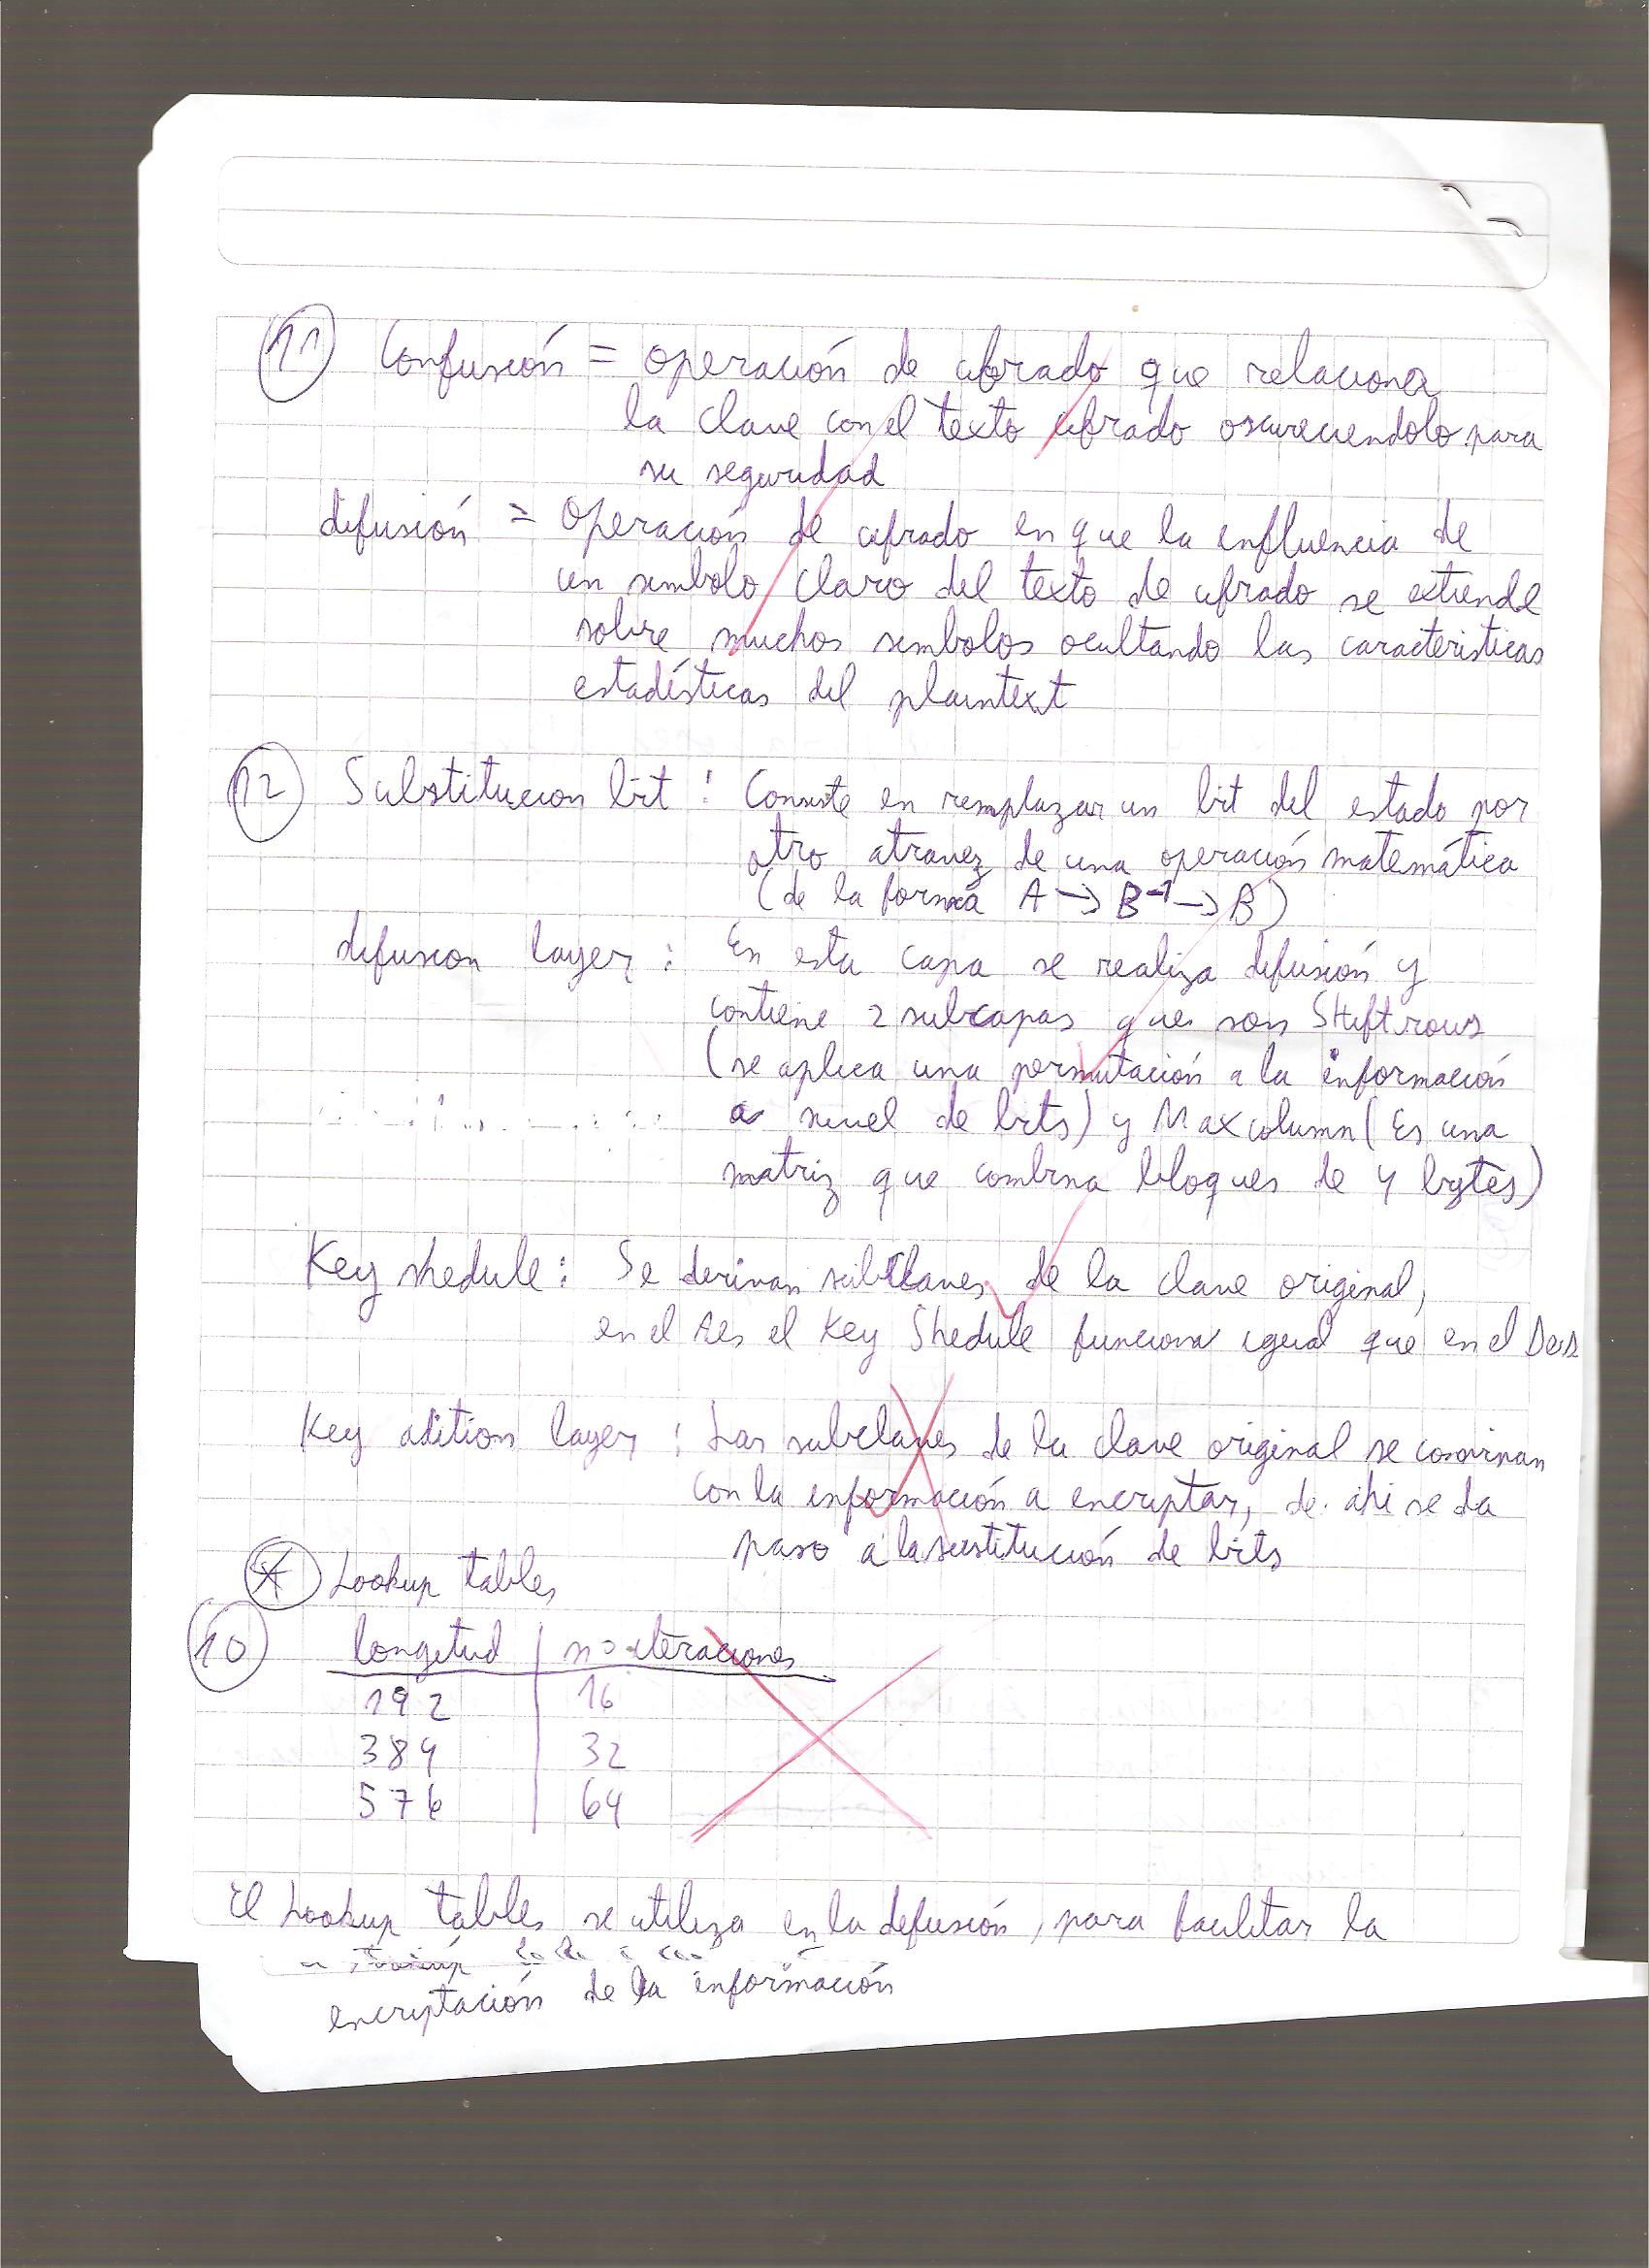 11 Confusión = Operación de cifrado que relaciona
la clave con el texto cifrado oscureciendolo para
su seguridad
difusión = Operación de cifrado en que la influencia de
un simbolo claro del texto de cifrado se extiende
sobre muchos simbolos ocultando las caracteristicas
estadísticas del plaintext
12 Substitucion bit : Consiste en remplazar un bit del estado por
otro atravez de una operación matemática
(de la forma A → B⁻¹ → B)
difusion layer : En esta capa se realiza difusión y
contiene 2 subcapas que son Shiftrows
(se aplica una permutación a la información
a nivel de bits) y Maxcolumn (Es una
matriz que combina bloques de 4 bytes)
Key shedule : Se derivan subclaves de la clave original,
en el Aes el Key Shedule funciona igual que en el Des
Key adition layer : Las subclaves de la clave original se convinan
con la información a encriptar, de ahi se da
paso a la sustitución de bits
* Lookup tables
10 longitud n= iteraciones
192 16
384 32
576 64
El Lookup tables se utiliza en la difusión, para facilitar la
encriptación de la información